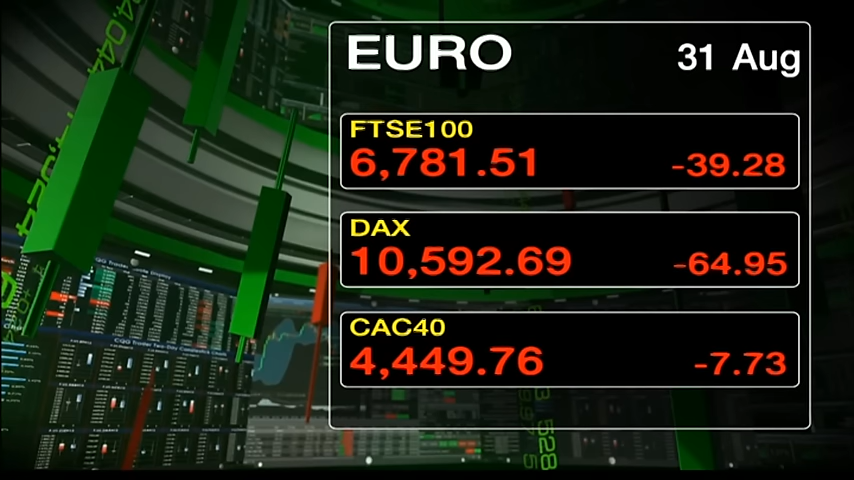 EURO
31 Aug
FTSE100
6,781.51 -39.28
DAX
10,592.69 -64.95
CAC40
4,449.76 -7.73